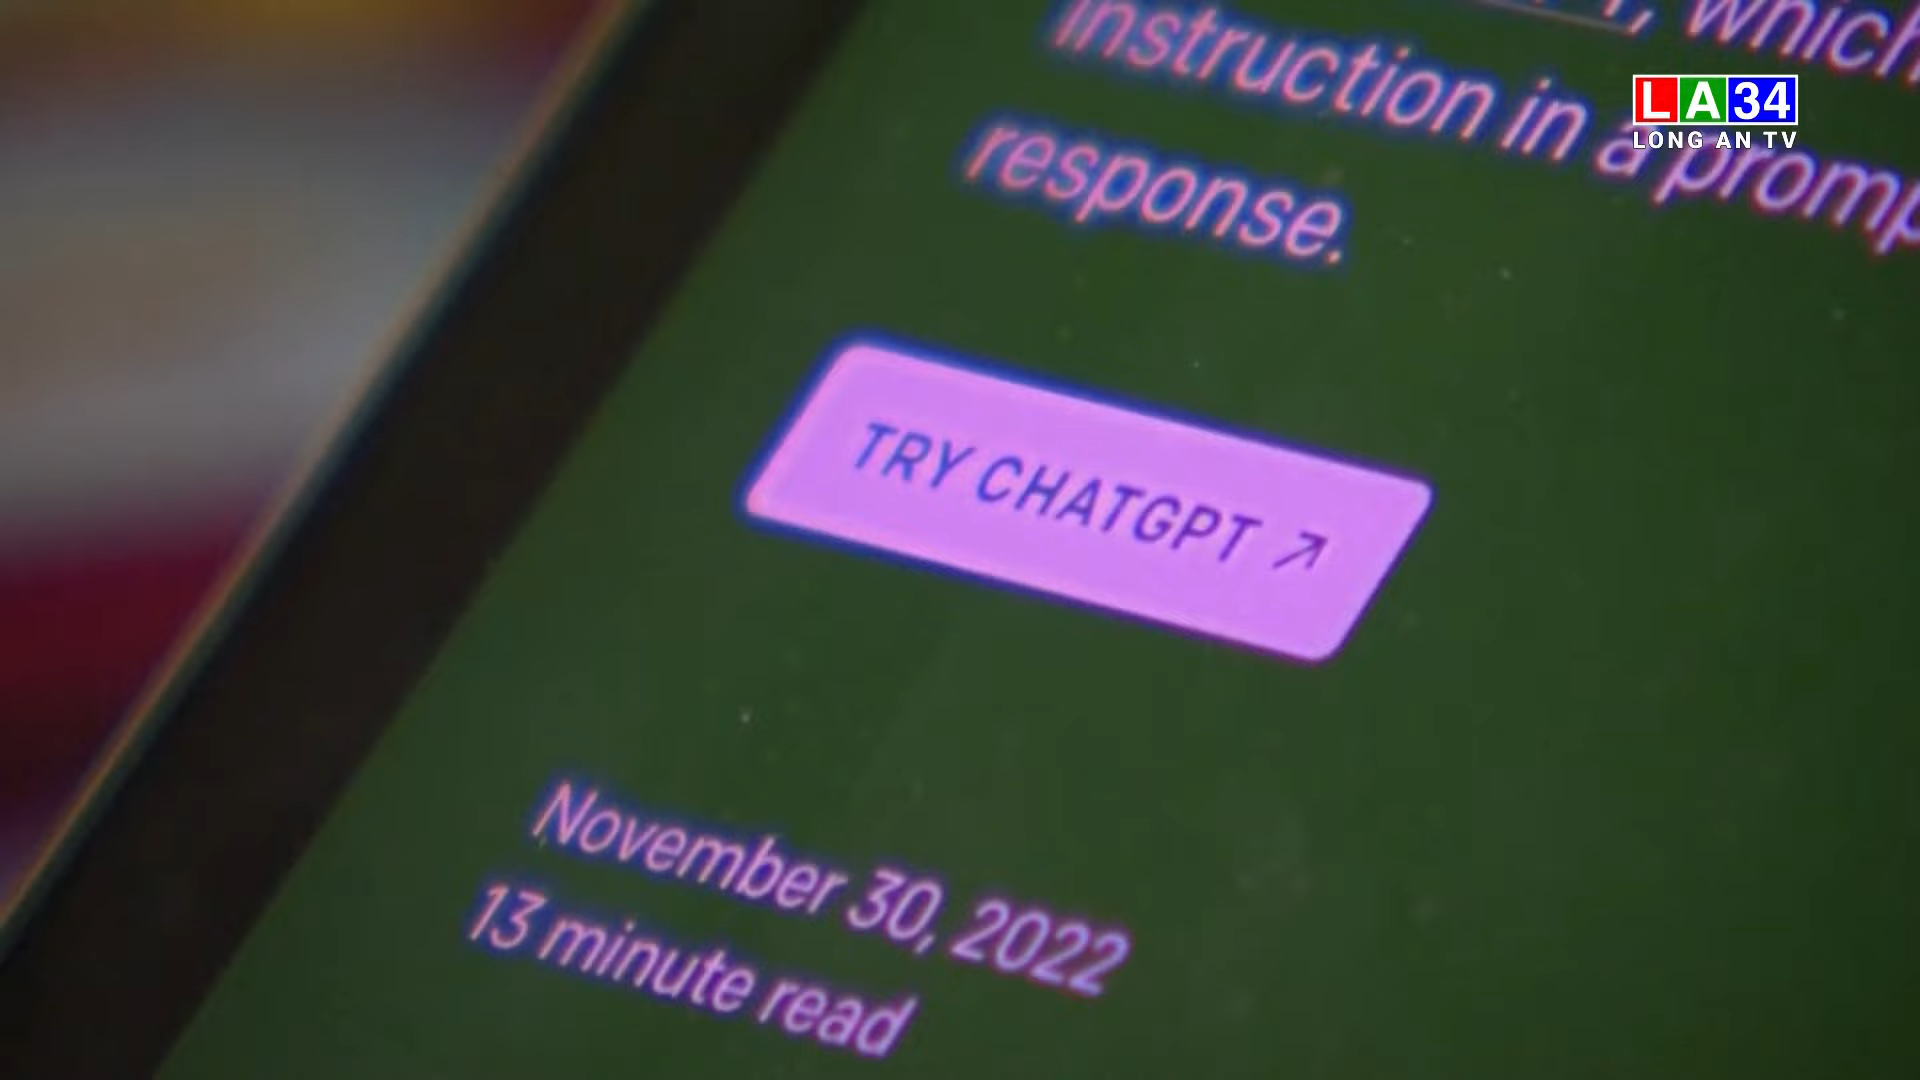 which
instruction in a promp
response.
TRY CHATGPT ↗
November 30, 2022
13 minute read
LA34
LONG AN TV